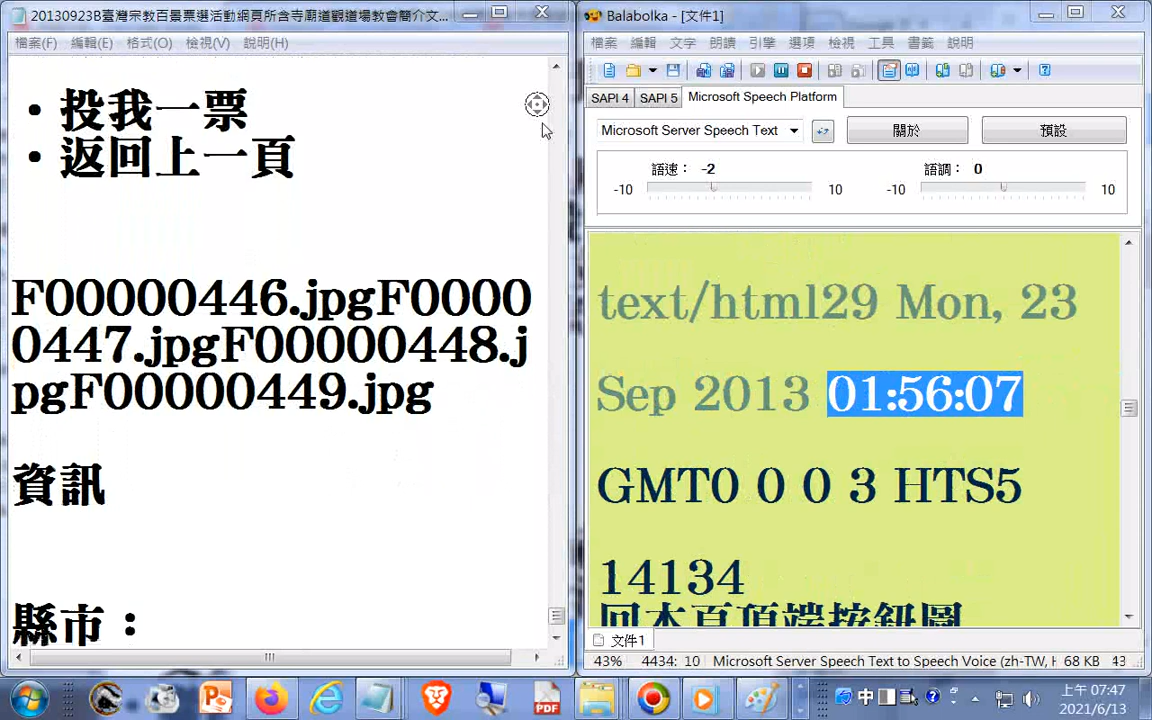 20130923B臺灣宗教百景票選活動網頁所含寺廟道觀道場教會簡介文...
檔案(F) 編輯(E) 格式(O) 檢視(V) 說明(H)
• 投我一票
• 返回上一頁
F00000446.jpgF0000
0447.jpgF00000448.j
pgF00000449.jpg
資訊
縣市：
Balabolka - [文件1]
檔案 編輯 文字 朗讀 引擎 選項 檢視 工具 書籤 說明
SAPI 4 SAPI 5 Microsoft Speech Platform
Microsoft Server Speech Text 關於 預設
語速： -2 語調： 0
-10 10 -10 10
text/html29 Mon, 23
Sep 2013 01:56:07
GMT0 0 0 3 HTS5
14134
回本頁頂端按鈕圖
文件1
43% 4434: 10 Microsoft Server Speech Text to Speech Voice (zh-TW, H 68 KB 43
中 上午 07:47
2021/6/13